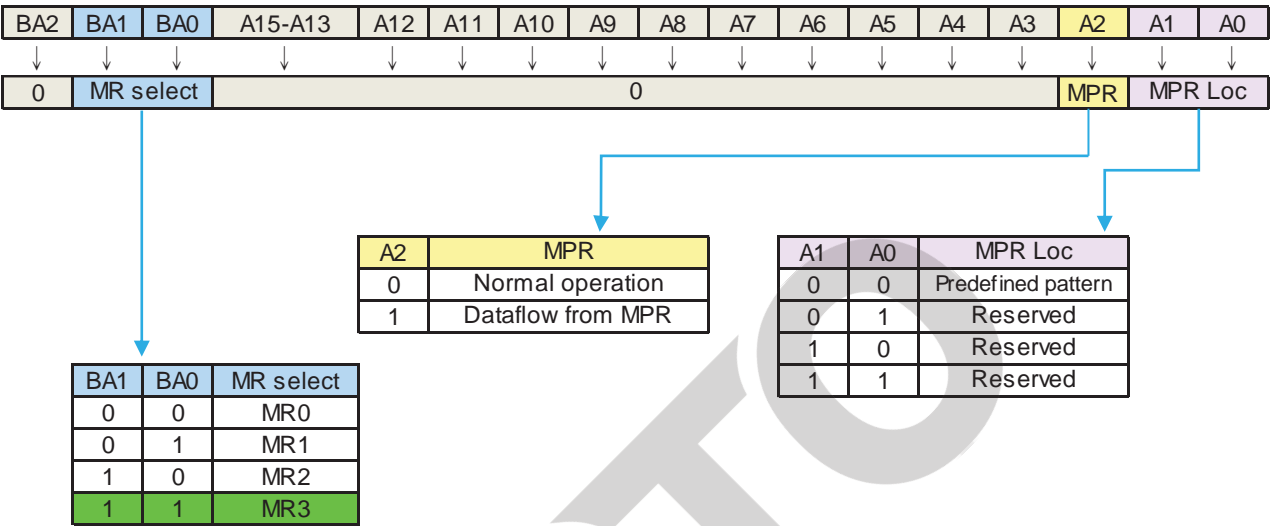 BA2 BA1 BA0 A15-A13 A12 A11 A10 A9 A8 A7 A6 A5 A4 A3 A2 A1 A0
0 MR select 0 MPR MPR Loc
A2 MPR
0 Normal operation
1 Dataflow from MPR
A1 A0 MPR Loc
0 0 Predefined pattern
0 1 Reserved
1 0 Reserved
1 1 Reserved
BA1 BA0 MR select
0 0 MR0
0 1 MR1
1 0 MR2
1 1 MR3